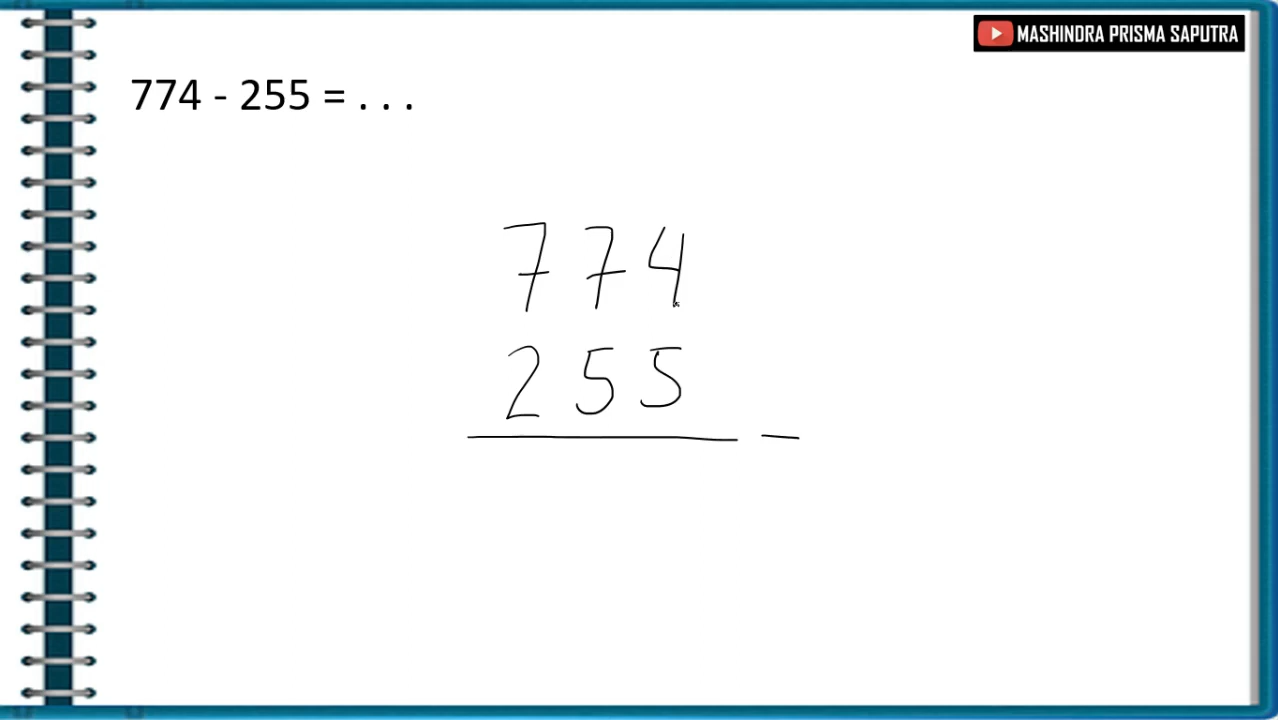 MASHINDRA PRISMA SAPUTRA
774 - 255 = . . .
774
255
–